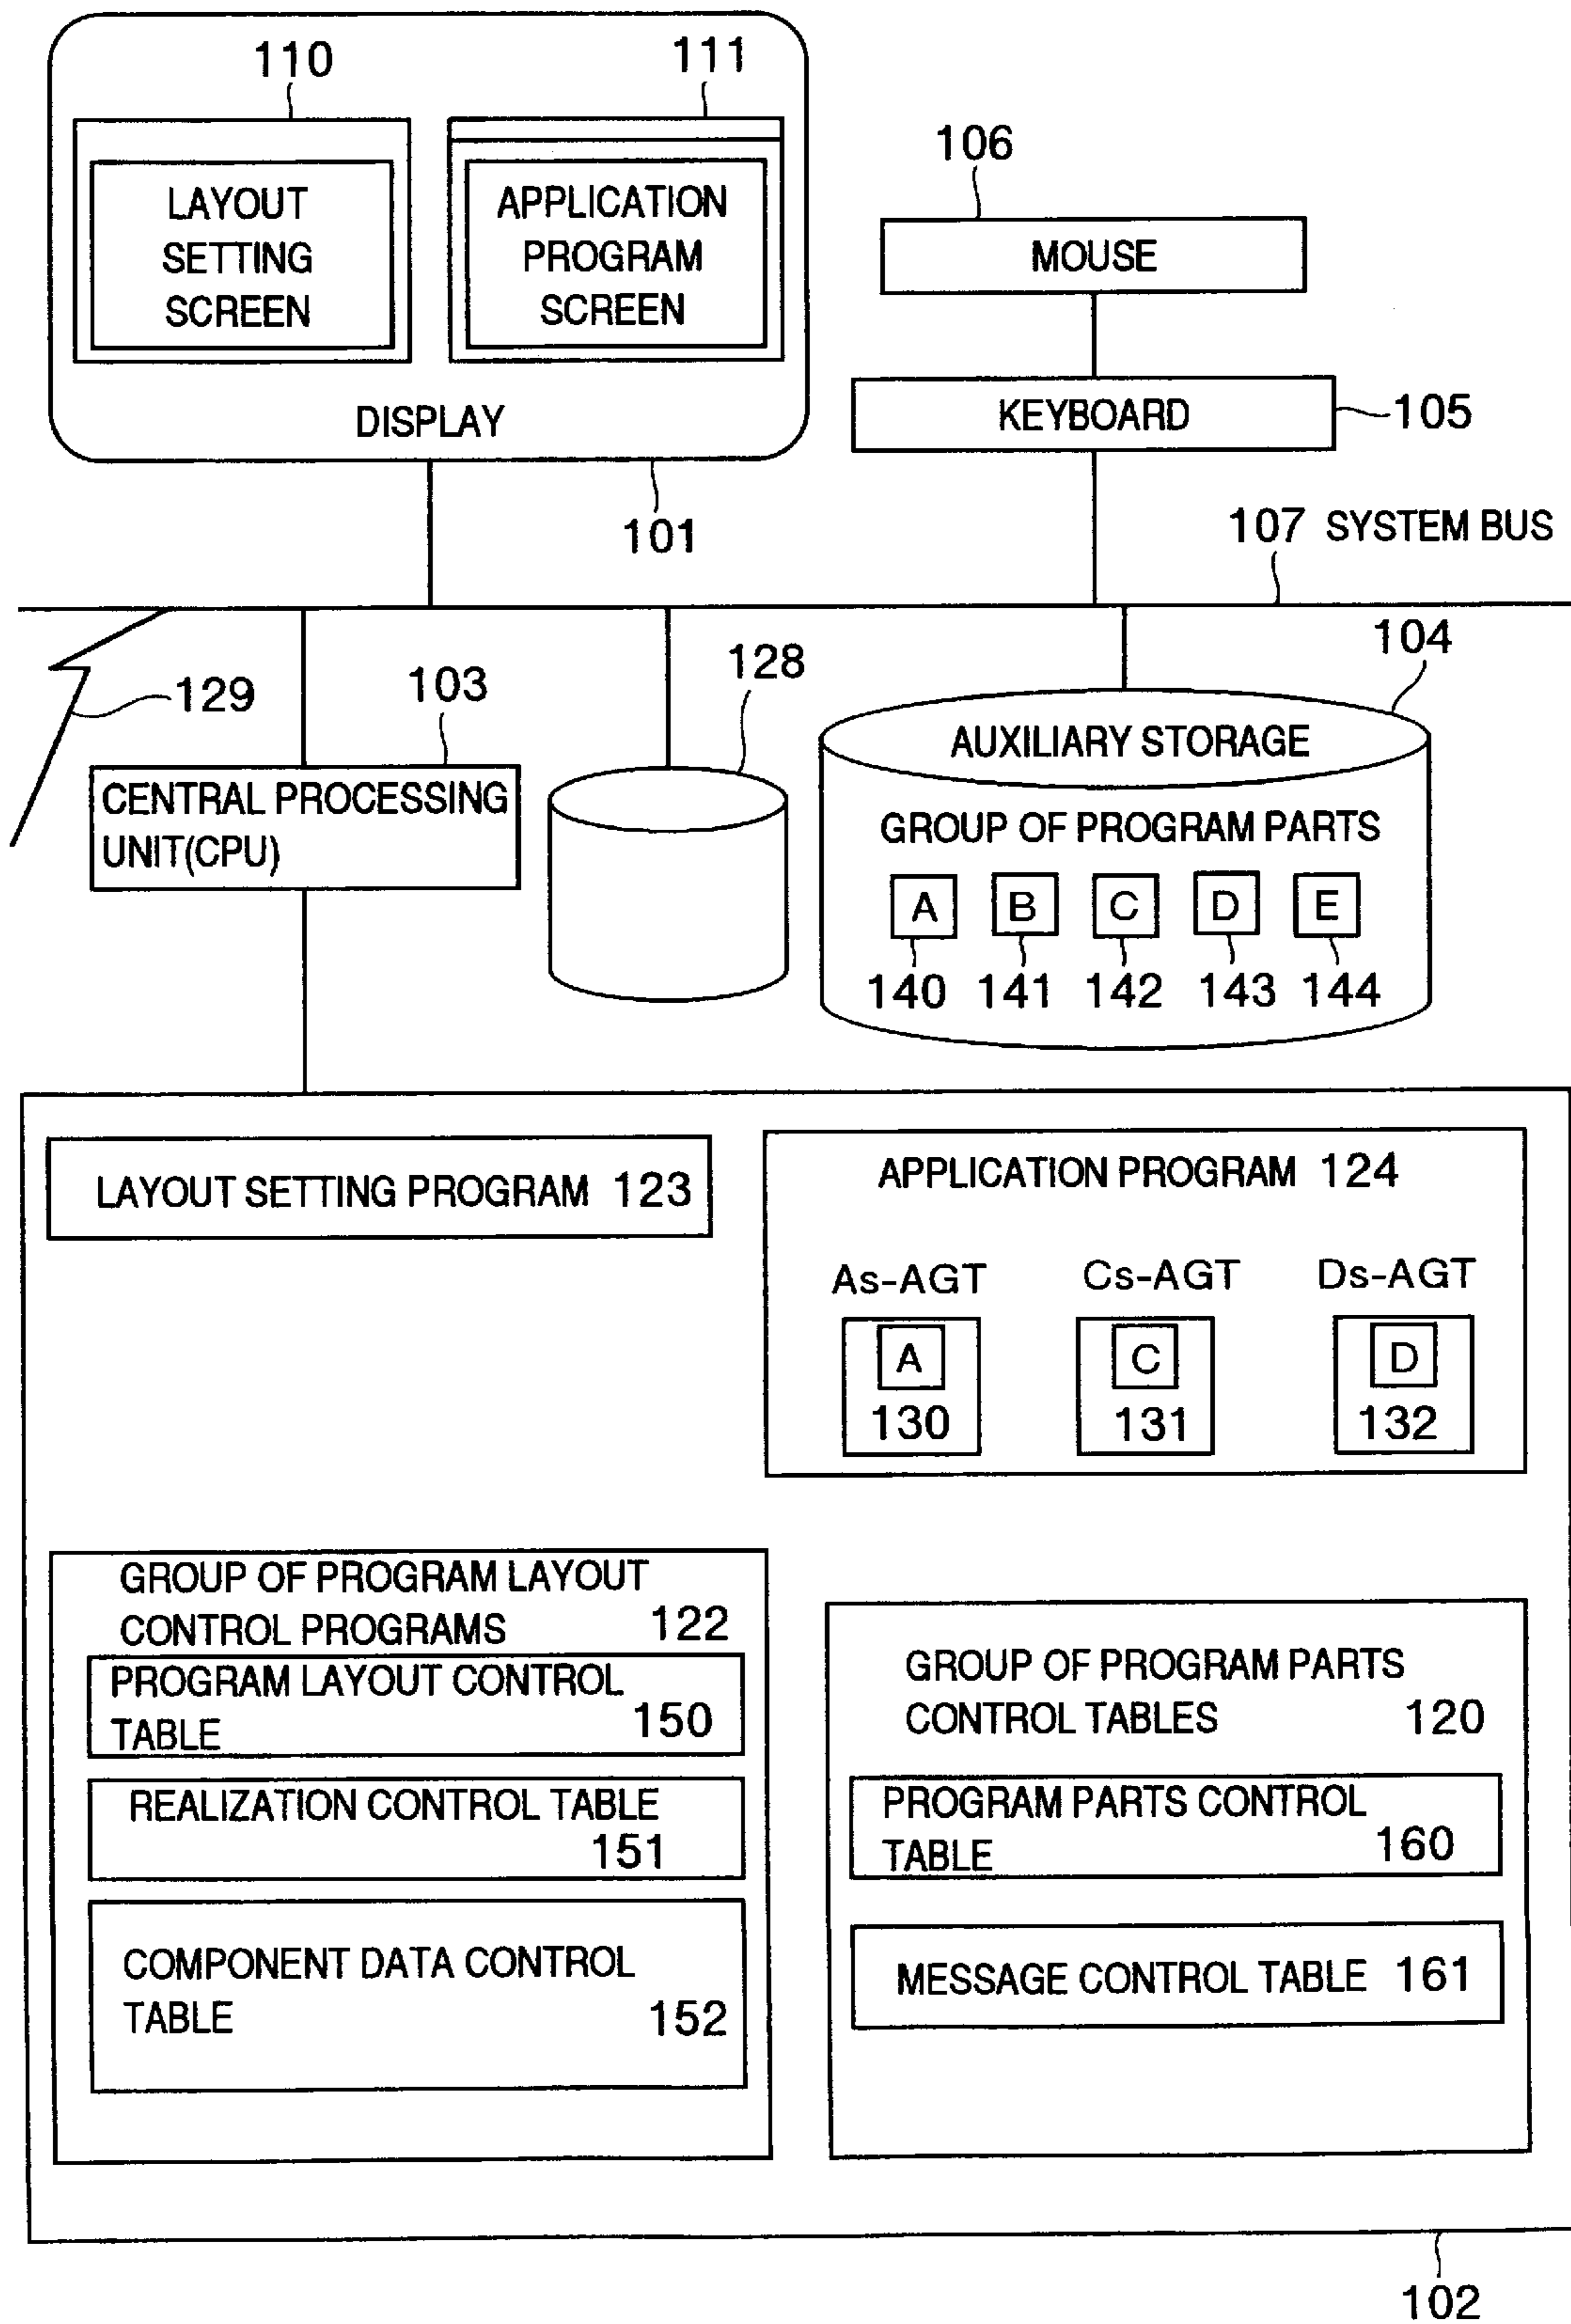 110
111
LAYOUT
SETTING
SCREEN
APPLICATION
PROGRAM
SCREEN
DISPLAY
101
106
MOUSE
KEYBOARD
105
107 SYSTEM BUS
129
103
128
104
CENTRAL PROCESSING
UNIT(CPU)
AUXILIARY STORAGE
GROUP OF PROGRAM PARTS
A B C D E
140 141 142 143 144
LAYOUT SETTING PROGRAM 123
APPLICATION PROGRAM 124
As-AGT Cs-AGT Ds-AGT
A C D
130 131 132
GROUP OF PROGRAM LAYOUT
CONTROL PROGRAMS 122
PROGRAM LAYOUT CONTROL
TABLE 150
REALIZATION CONTROL TABLE
151
COMPONENT DATA CONTROL
TABLE 152
GROUP OF PROGRAM PARTS
CONTROL TABLES 120
PROGRAM PARTS CONTROL
TABLE 160
MESSAGE CONTROL TABLE 161
102